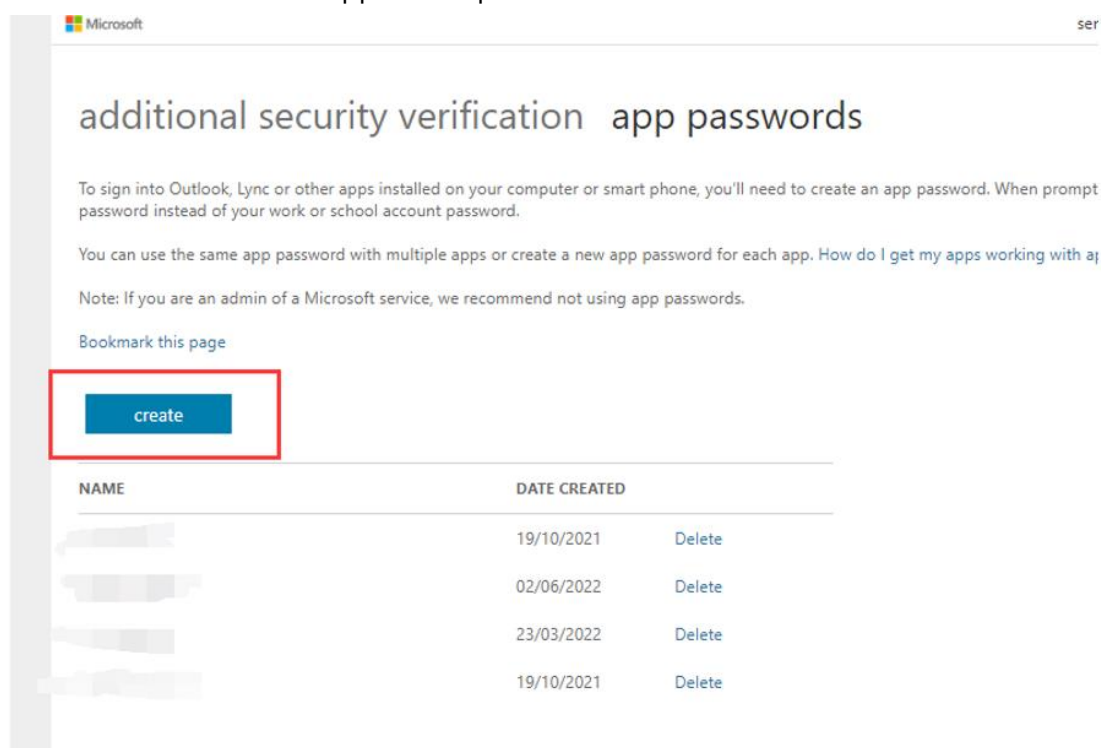 Microsoft
ser
additional security verification app passwords
To sign into Outlook, Lync or other apps installed on your computer or smart phone, you'll need to create an app password. When prompt
password instead of your work or school account password.
You can use the same app password with multiple apps or create a new app password for each app. How do I get my apps working with ap
Note: If you are an admin of a Microsoft service, we recommend not using app passwords.
Bookmark this page
create
NAME DATE CREATED
19/10/2021 Delete
02/06/2022 Delete
23/03/2022 Delete
19/10/2021 Delete